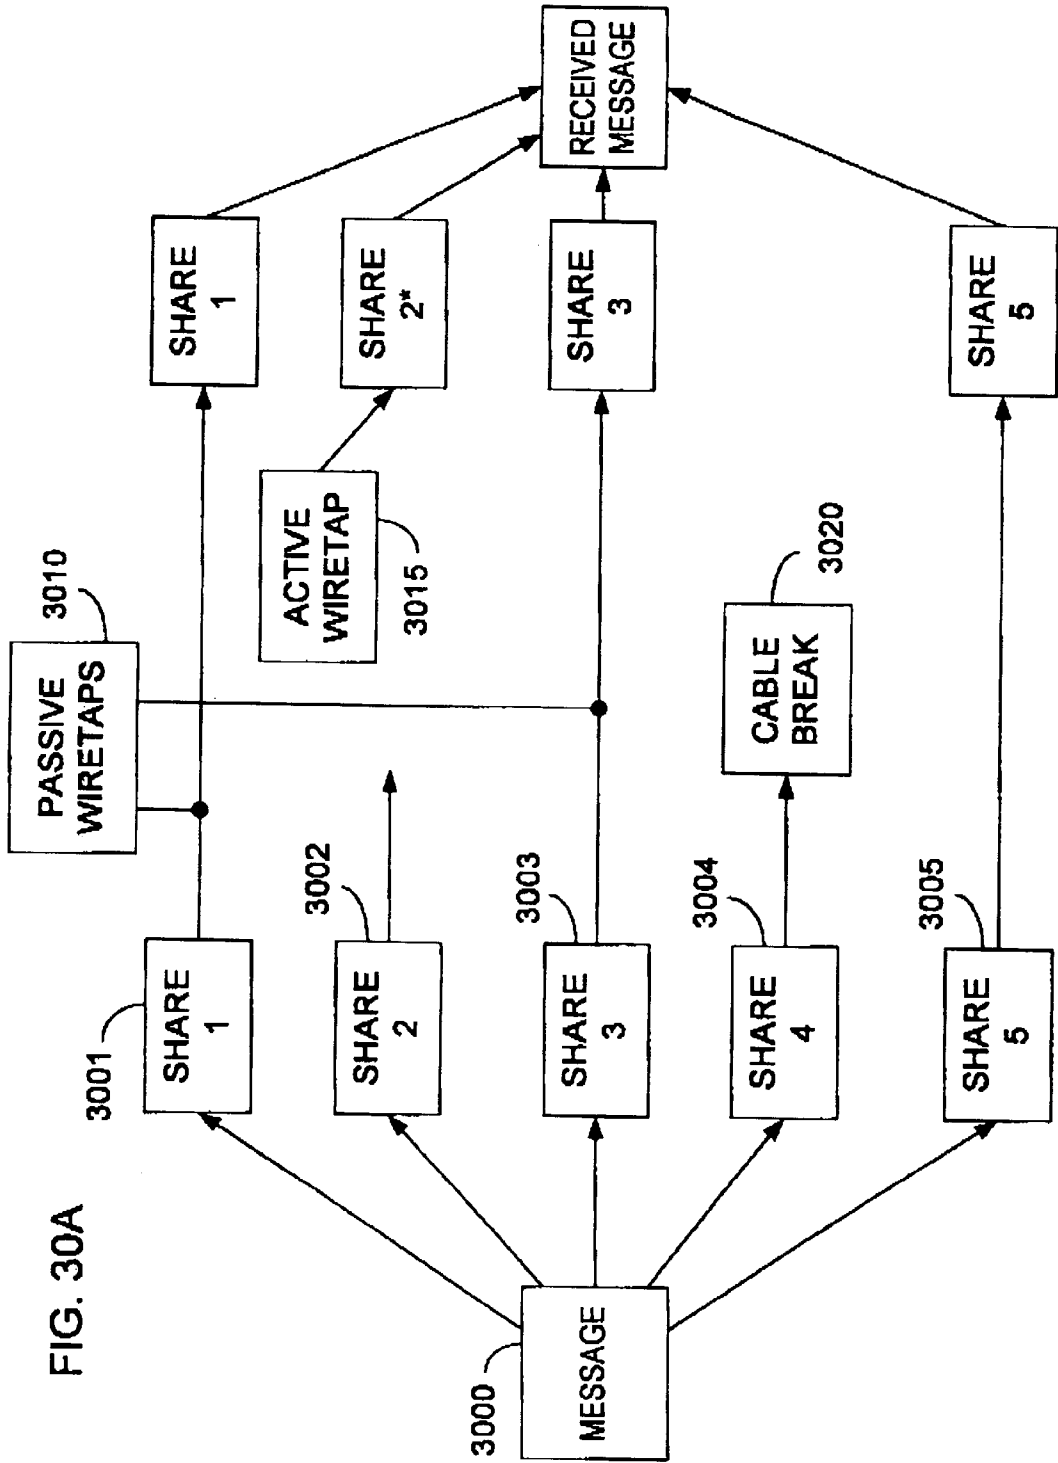 FIG. 30A
3000
MESSAGE
3001
SHARE
1
3002
SHARE
2
3003
SHARE
3
3004
SHARE
4
3005
SHARE
5
PASSIVE
WIRETAPS
3010
ACTIVE
WIRETAP
3015
CABLE
BREAK
3020
SHARE
1
SHARE
2*
SHARE
3
SHARE
5
RECEIVED
MESSAGE